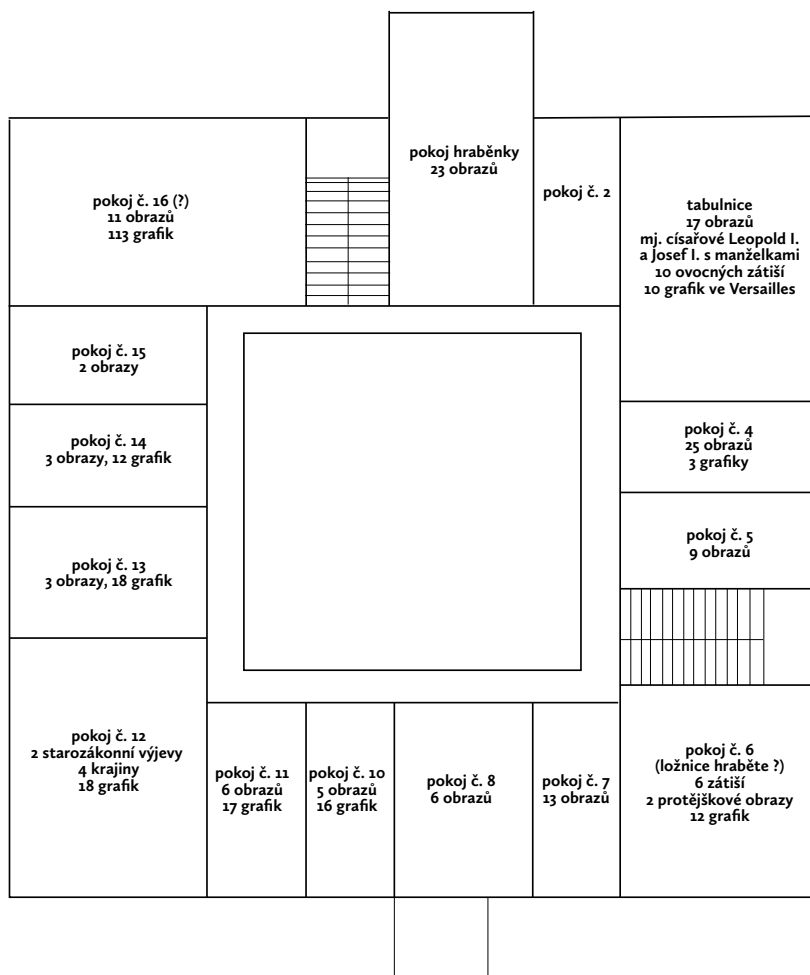 pokoj hraběnky
23 obrazů
pokoj č. 2
pokoj č. 16 (?)
11 obrazů
113 grafik
tabulnice
17 obrazů
mj. císařové Leopold I.
a Josef I. s manželkami
10 ovocných zátiší
10 grafik ve Versailles
pokoj č. 15
2 obrazy
pokoj č. 14
3 obrazy, 12 grafik
pokoj č. 4
25 obrazů
3 grafiky
pokoj č. 5
9 obrazů
pokoj č. 13
3 obrazy, 18 grafik
pokoj č. 12
2 starozákonní výjevy
4 krajiny
18 grafik
pokoj č. 11
6 obrazů
17 grafik
pokoj č. 10
5 obrazů
16 grafik
pokoj č. 8
6 obrazů
pokoj č. 7
13 obrazů
pokoj č. 6
(ložnice hraběte ?)
6 zátiší
2 protějškové obrazy
12 grafik